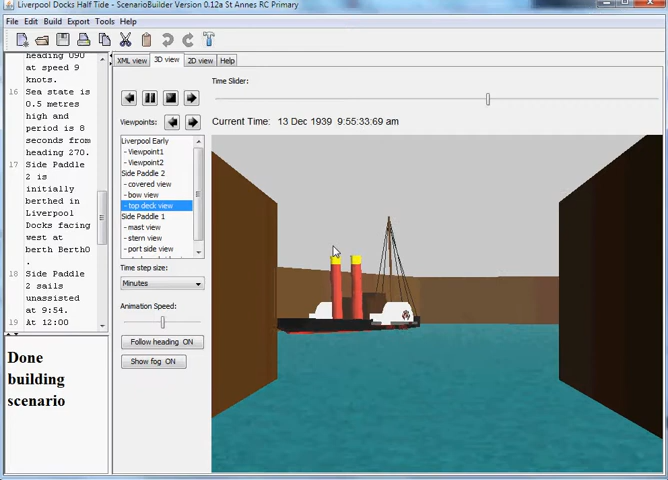 Liverpool Docks Half Tide - ScenarioBuilder Version 0.12a St Annes RC Primary
File Edit Build Export Tools Help
XML view 3D view 2D view Help
heading 090
at speed 9
knots.
16 Sea state is
0.5 metres
high and
period is 8
seconds from
heading 270.
17 Side Paddle
2 is
initially
berthed in
Liverpool
Docks facing
west at
berth Berth0
.
18 Side
Paddle 2
sails
unassisted
at 9:54.
19 At 12:00
Done
building
scenario
Time Slider:
Viewpoints:
Current Time: 13 Dec 1939 9:55:33:69 am
Liverpool Early
- Viewpoint1
- Viewpoint2
Side Paddle 2
- covered view
- bow view
- top deck view
Side Paddle 1
- mast view
- stern view
- port side view
Time step size:
Minutes
Animation Speed:
Follow heading ON
Show fog ON